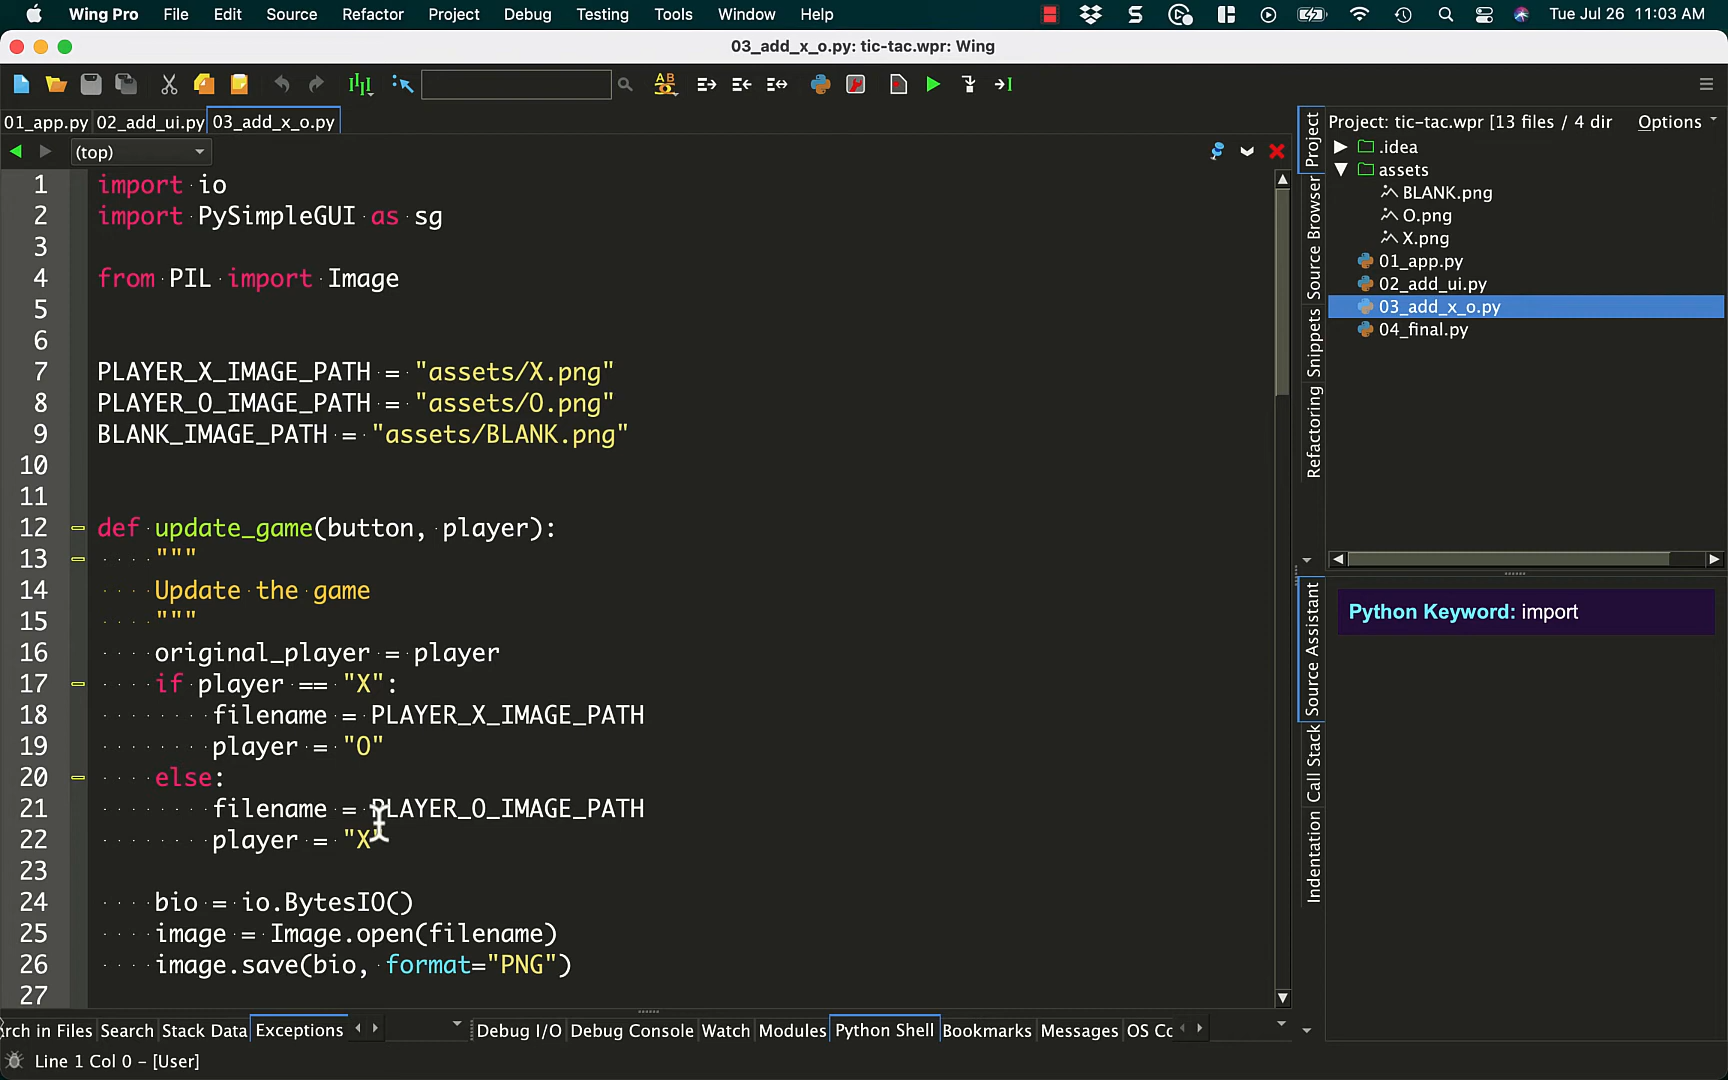 Wing Pro File Edit Source Refactor Project Debug Testing Tools Window Help Tue Jul 26 11:03 AM
03_add_x_o.py: tic-tac.wpr: Wing
01_app.py 02_add_ui.py 03_add_x_o.py
(top)
1 import io
2 import PySimpleGUI as sg
3
4 from PIL import Image
5
6
7 PLAYER_X_IMAGE_PATH = "assets/X.png"
8 PLAYER_O_IMAGE_PATH = "assets/O.png"
9 BLANK_IMAGE_PATH = "assets/BLANK.png"
10
11
12 def update_game(button, player):
13 """
14 Update the game
15 """
16 original_player = player
17 if player == "X":
18 filename = PLAYER_X_IMAGE_PATH
19 player = "O"
20 else:
21 filename = PLAYER_O_IMAGE_PATH
22 player = "X"
23
24 bio = io.BytesIO()
25 image = Image.open(filename)
26 image.save(bio, format="PNG")
27
Project Source Browser Snippets Refactoring
Project: tic-tac.wpr [13 files / 4 dir Options
.idea
assets
BLANK.png
O.png
X.png
01_app.py
02_add_ui.py
03_add_x_o.py
04_final.py
Source Assistant Call Stack Indentation
Python Keyword: import
rch in Files Search Stack Data Exceptions Debug I/O Debug Console Watch Modules Python Shell Bookmarks Messages OS Co
Line 1 Col 0 - [User]